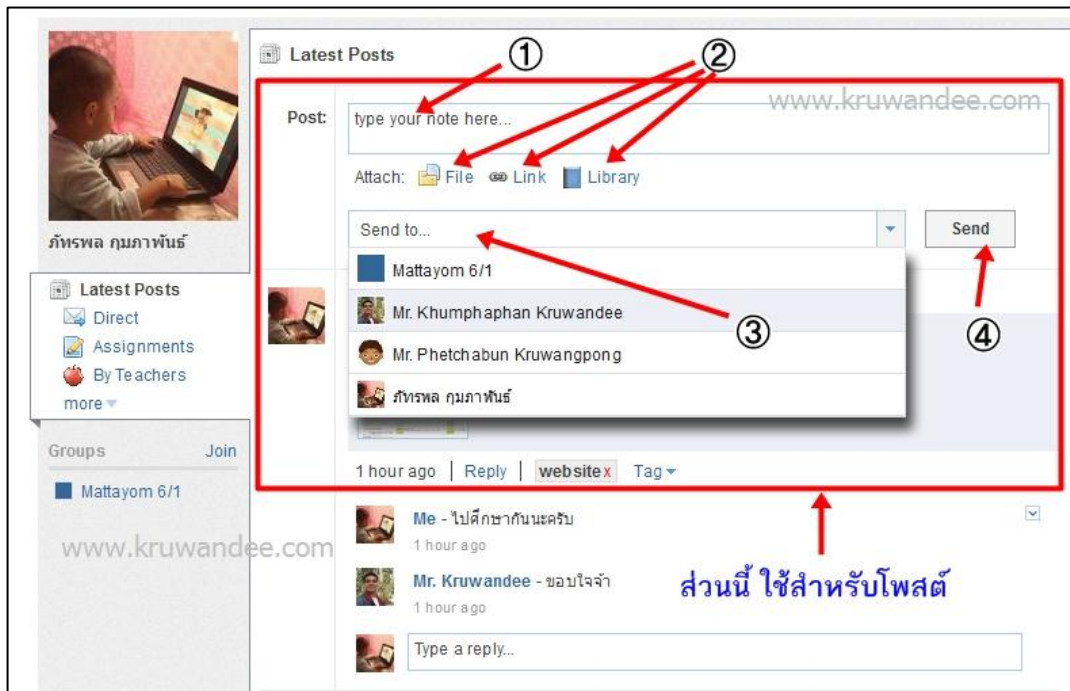 Latest Posts
①
②
www.kruwandee.com
Post:
type your note here...
Attach: File Link Library
Send to...
Send
Mattayom 6/1
Mr. Khumphaphan Kruwandee
Mr. Phetchabun Kruwangpong
ภัทรพล กุมภาพันธ์
③
④
1 hour ago | Reply | website x Tag
Me - ไปศึกษากันนะครับ
1 hour ago
Mr. Kruwandee - ขอบใจจ้า
1 hour ago
Type a reply...
ส่วนนี้ ใช้สำหรับโพสต์
ภัทรพล กุมภาพันธ์
Latest Posts
Direct
Assignments
By Teachers
more
Groups Join
Mattayom 6/1
www.kruwandee.com